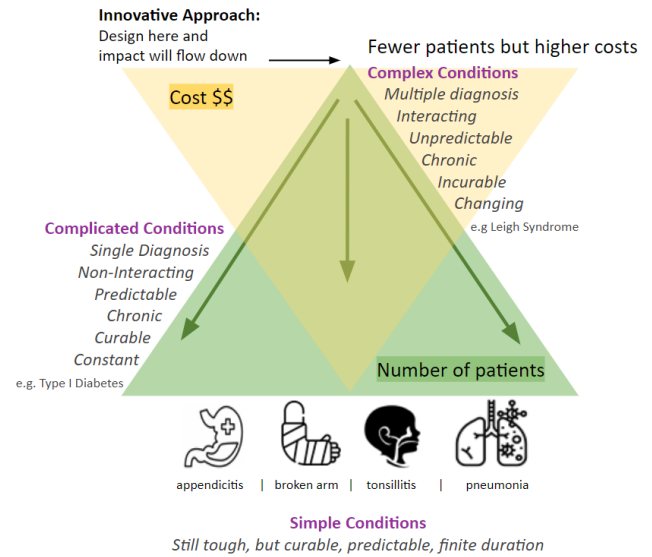 Innovative Approach:
Design here and
impact will flow down
Fewer patients but higher costs
Cost $$
Complex Conditions
Multiple diagnosis
Interacting
Unpredictable
Chronic
Incurable
Changing
e.g Leigh Syndrome
Complicated Conditions
Single Diagnosis
Non-Interacting
Predictable
Chronic
Curable
Constant
e.g. Type I Diabetes
Number of patients
appendicitis | broken arm | tonsillitis | pneumonia
Simple Conditions
Still tough, but curable, predictable, finite duration